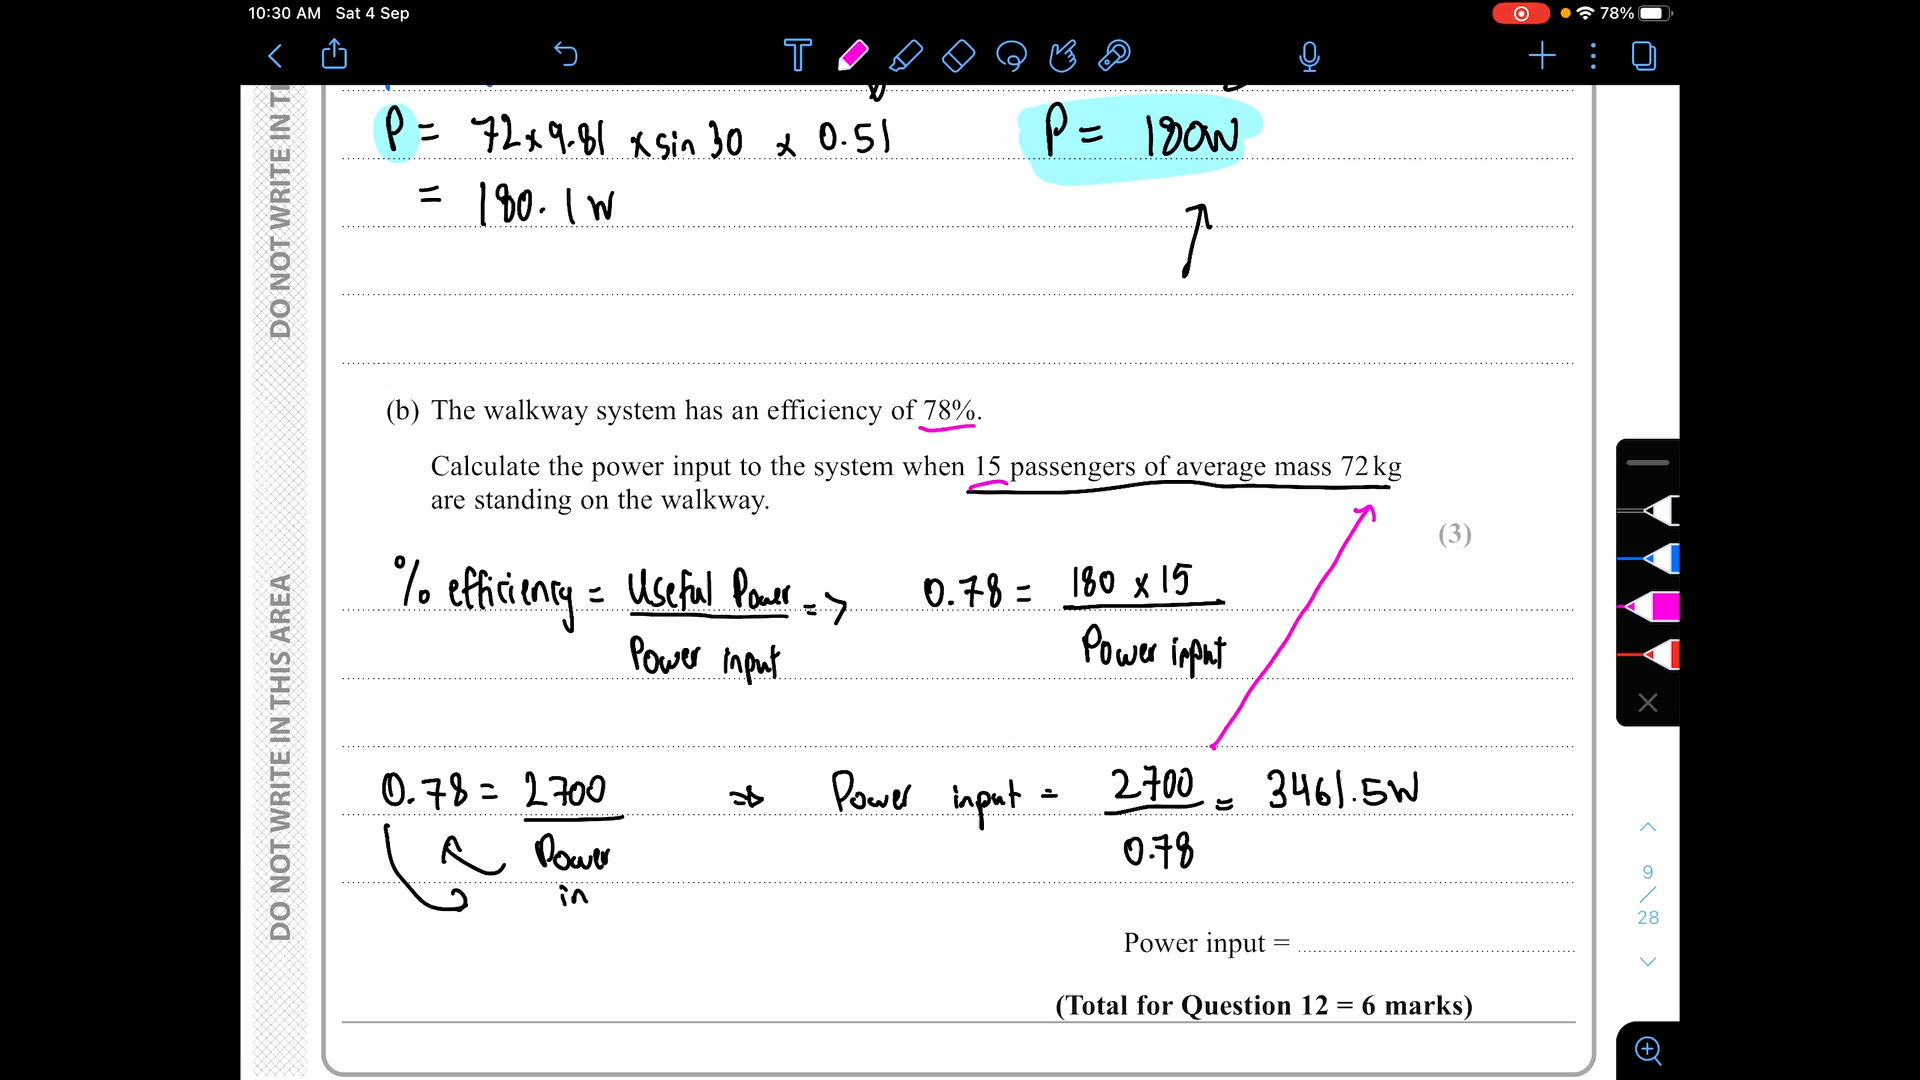 10:30 AM Sat 4 Sep
78%
DO NOT WRITE IN TH
P = 72 x 9.81 x sin 30 x 0.51
P = 180W
= 180.1 W
(b) The walkway system has an efficiency of 78%.
Calculate the power input to the system when 15 passengers of average mass 72 kg
are standing on the walkway.
(3)
DO NOT WRITE IN THIS AREA
% efficiency = Useful Power / Power input => 0.78 = 180 x 15 / Power input
0.78 = 2700 / Power in => Power input = 2700 / 0.78 = 3461.5W
Power input =
(Total for Question 12 = 6 marks)
9
/
28